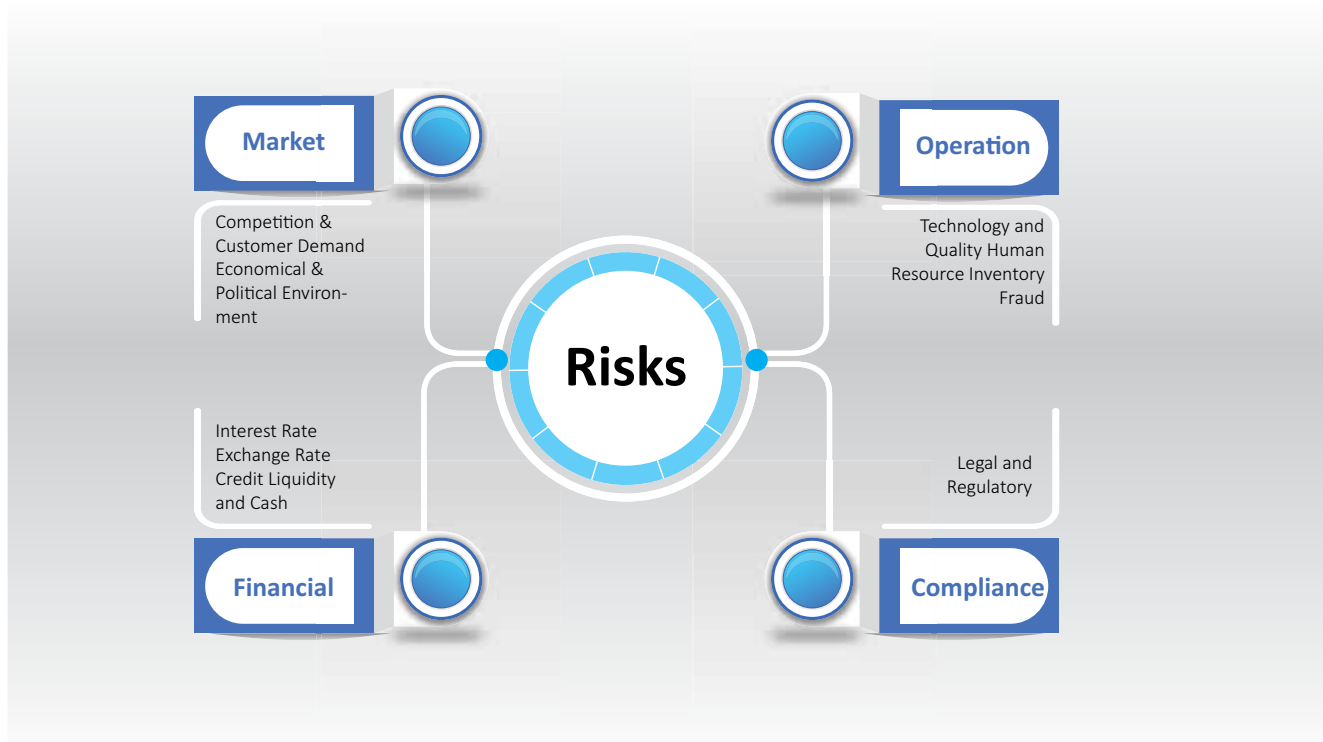 Market
Competition &
Customer Demand
Economical &
Political Environ-
ment
Operation
Technology and
Quality Human
Resource Inventory
Fraud
Risks
Interest Rate
Exchange Rate
Credit Liquidity
and Cash
Financial
Legal and
Regulatory
Compliance